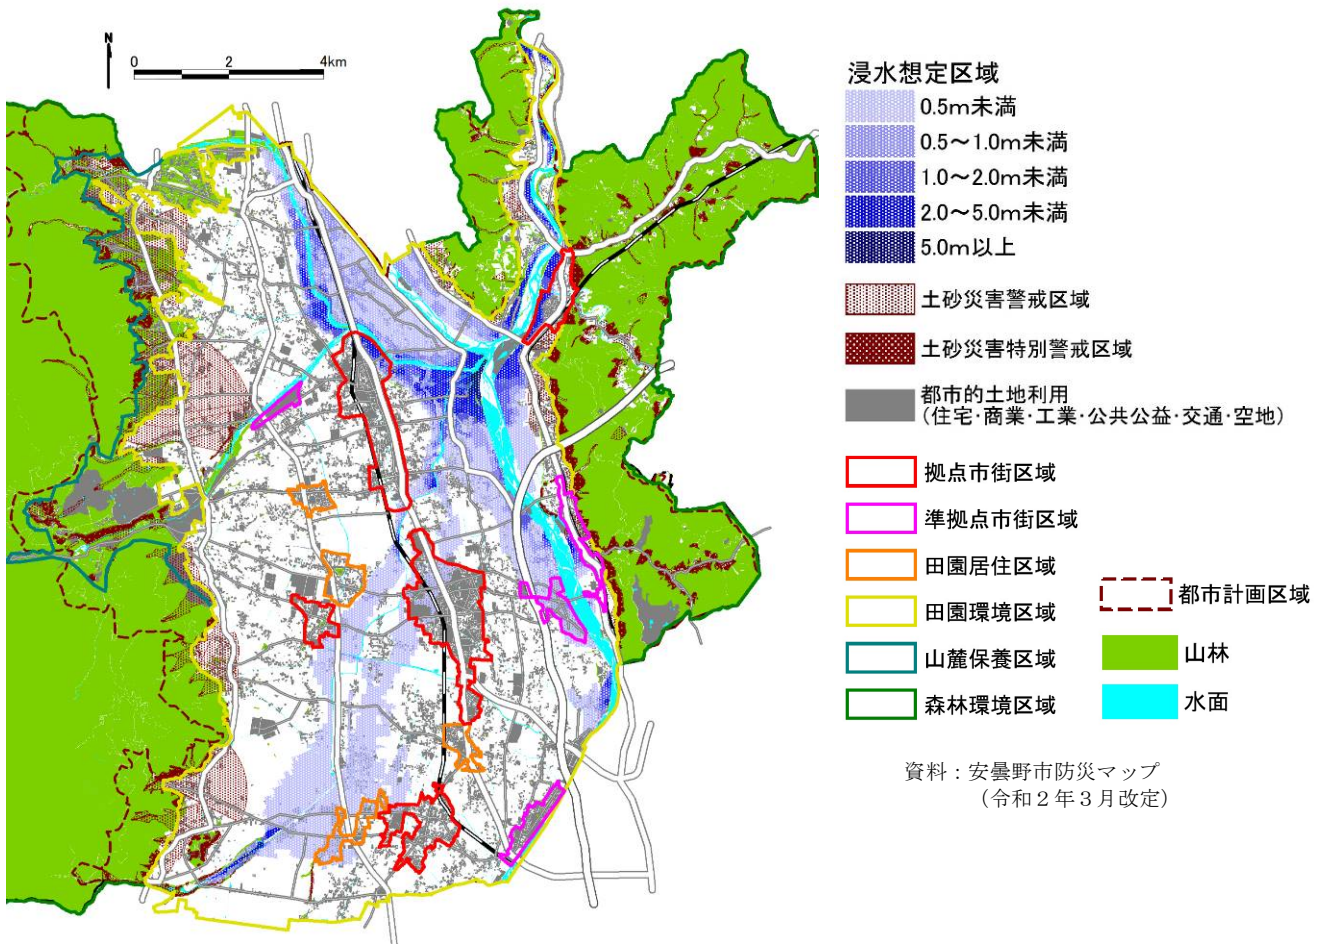 N
0 2 4km
浸水想定区域
0.5m未満
0.5～1.0m未満
1.0～2.0m未満
2.0～5.0m未満
5.0m以上
土砂災害警戒区域
土砂災害特別警戒区域
都市的土地利用
(住宅･商業･工業･公共公益･交通･空地)
拠点市街区域
準拠点市街区域
田園居住区域
田園環境区域
山麓保養区域
森林環境区域
都市計画区域
山林
水面
資料：安曇野市防災マップ
（令和２年３月改定）